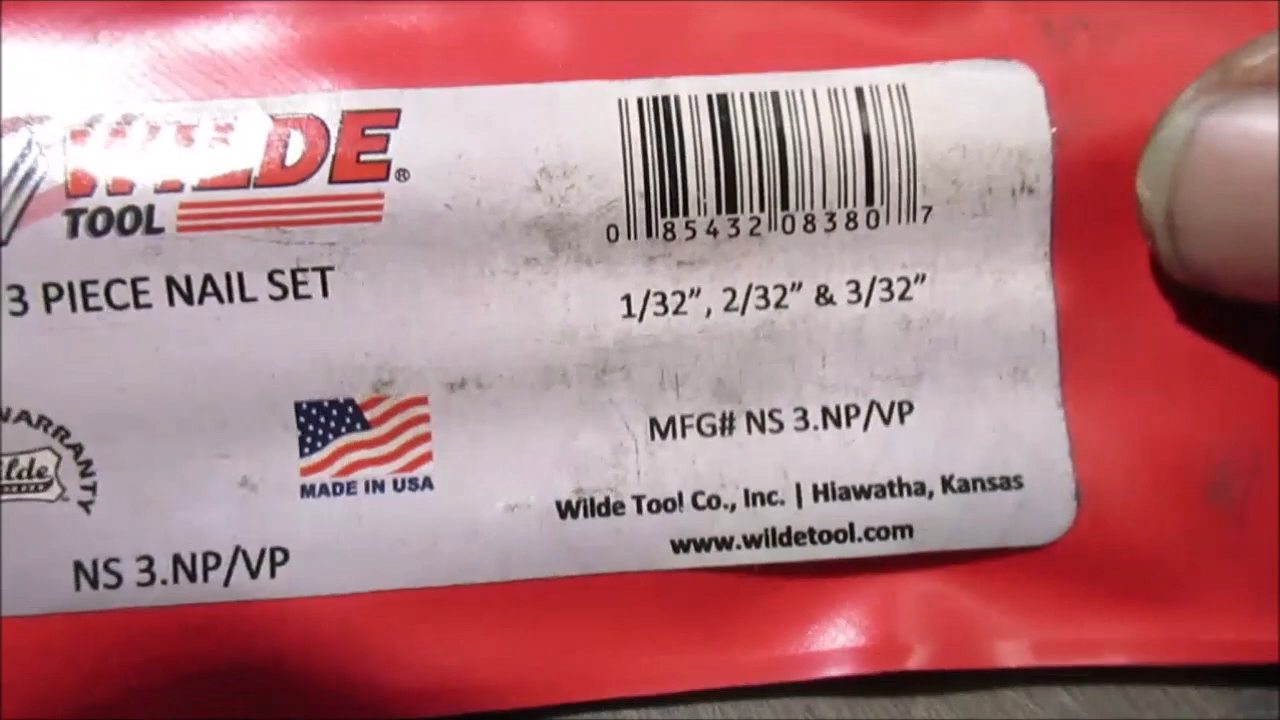 WILDE®
TOOL
0 85432 08380 7
3 PIECE NAIL SET
1/32”, 2/32” & 3/32”
WARRANTY
MADE IN USA
MFG# NS 3.NP/VP
Wilde Tool Co., Inc. | Hiawatha, Kansas
www.wildetool.com
NS 3.NP/VP